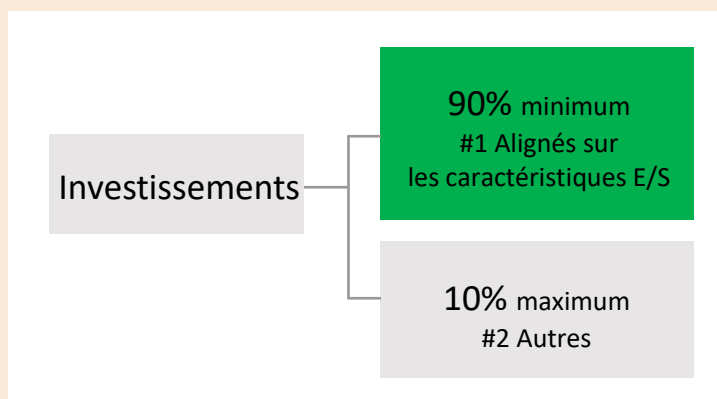 Investissements
90% minimum
#1 Alignés sur
les caractéristiques E/S
10% maximum
#2 Autres